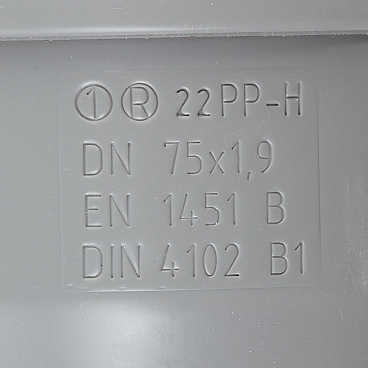 ① Ⓡ 22PP-H
DN 75x1,9
EN 1451 B
DIN 4102 B1